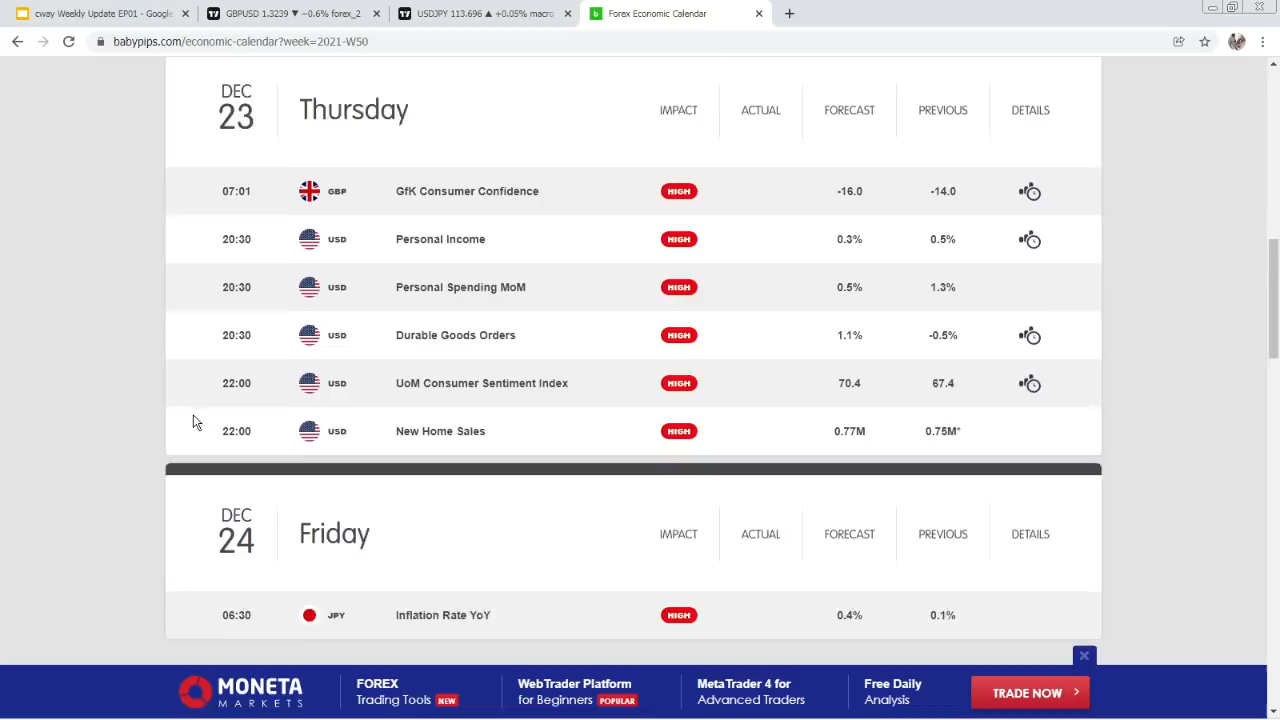 cway Weekly Update EP01 - Google
GBPUSD 1.3239 ▼ −0.6% forex_2
USDJPY 113.696 ▲ +0.05% macro_
Forex Economic Calendar
babypips.com/economic-calendar?week=2021-W50
DEC 23 Thursday IMPACT ACTUAL FORECAST PREVIOUS DETAILS
07:01 GBP GfK Consumer Confidence HIGH -16.0 -14.0
20:30 USD Personal Income HIGH 0.3% 0.5%
20:30 USD Personal Spending MoM HIGH 0.5% 1.3%
20:30 USD Durable Goods Orders HIGH 1.1% -0.5%
22:00 USD UoM Consumer Sentiment Index HIGH 70.4 67.4
22:00 USD New Home Sales HIGH 0.77M 0.75M*
DEC 24 Friday IMPACT ACTUAL FORECAST PREVIOUS DETAILS
06:30 JPY Inflation Rate YoY HIGH 0.4% 0.1%
MONETA MARKETS
FOREX
Trading Tools NEW
WebTrader Platform
for Beginners POPULAR
MetaTrader 4 for
Advanced Traders
Free Daily
Analysis
TRADE NOW